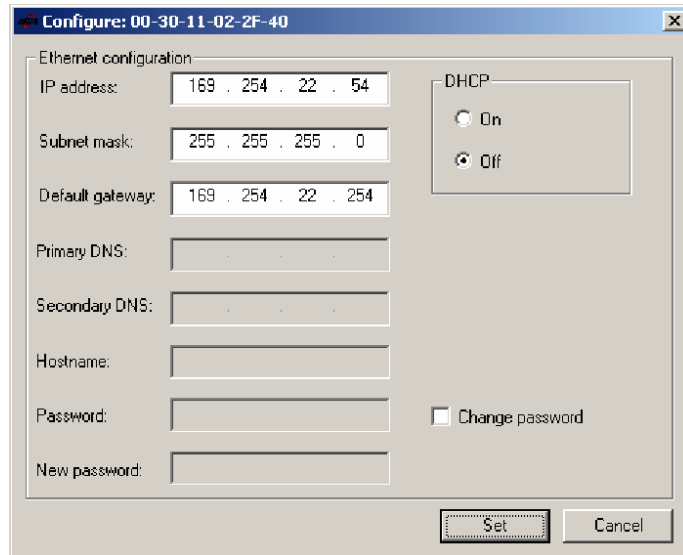 Configure: 00-30-11-02-2F-40
Ethernet configuration
IP address: 169 . 254 . 22 . 54
DHCP
On
Subnet mask: 255 . 255 . 255 . 0
Off
Default gateway: 169 . 254 . 22 . 254
Primary DNS: . . .
Secondary DNS: . . .
Hostname:
Password:
Change password
New password:
Set Cancel